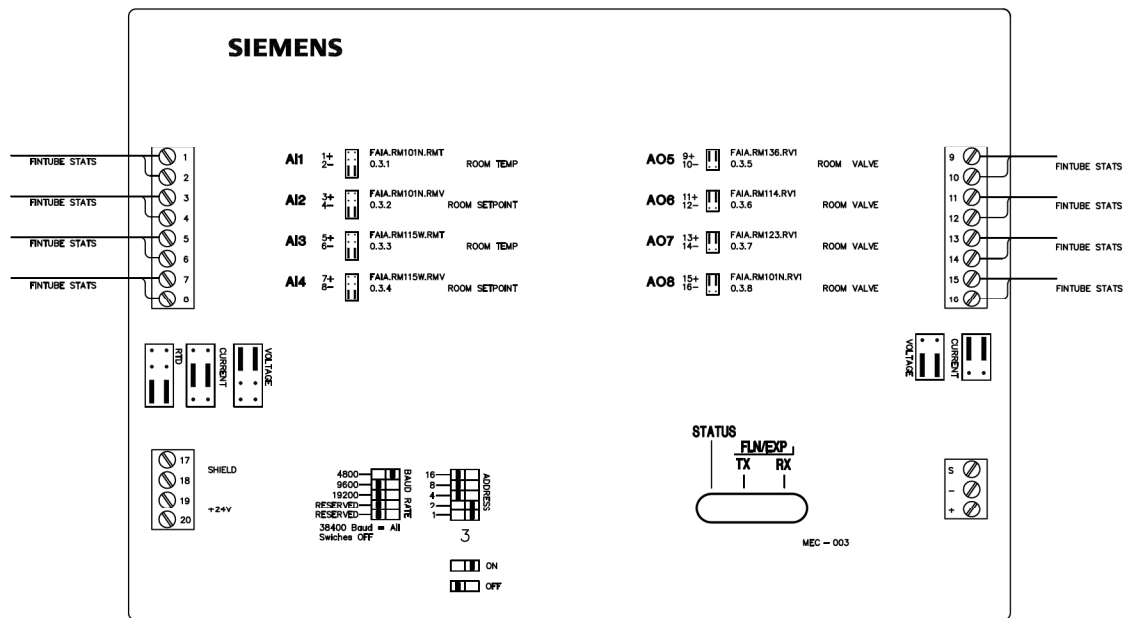 SIEMENS
FINTUBE STATS
FINTUBE STATS
FINTUBE STATS
FINTUBE STATS
1
2
3
4
5
6
7
8
AI1 1+ 2- FAIA.RM101N.RMT
0.3.1 ROOM TEMP
AI2 3+ 4- FAIA.RM101N.RMV
0.3.2 ROOM SETPOINT
AI3 5+ 6- FAIA.RM115W.RMT
0.3.3 ROOM TEMP
AI4 7+ 8- FAIA.RM115W.RMV
0.3.4 ROOM SETPOINT
AO5 9+ 10- FAIA.RM136.RV1
0.3.5 ROOM VALVE
AO6 11+ 12- FAIA.RM114.RV1
0.3.6 ROOM VALVE
AO7 13+ 14- FAIA.RM123.RV1
0.3.7 ROOM VALVE
AO8 15+ 16- FAIA.RM101N.RV1
0.3.8 ROOM VALVE
9
10
11
12
13
14
15
16
FINTUBE STATS
FINTUBE STATS
FINTUBE STATS
FINTUBE STATS
RTD
CURRENT
VOLTAGE
VOLTAGE
CURRENT
17
18
19
20
SHIELD
+24V
4800
9600
19200
RESERVED
RESERVED
BAUD RATE
38400 Baud = All
Swiches OFF
16
8
4
2
1
ADDRESS
3
ON
OFF
STATUS
FLN/EXP
TX RX
MEC - 003
S
-
+